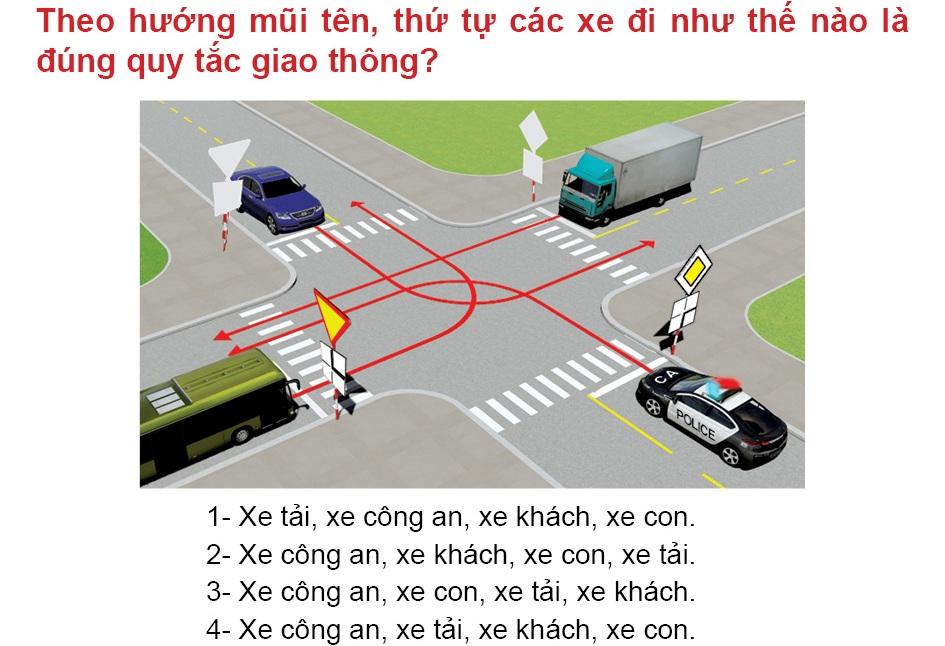 Theo hướng mũi tên, thứ tự các xe đi như thế nào là
đúng quy tắc giao thông?
CA
POLICE
1- Xe tải, xe công an, xe khách, xe con.
2- Xe công an, xe khách, xe con, xe tải.
3- Xe công an, xe con, xe tải, xe khách.
4- Xe công an, xe tải, xe khách, xe con.